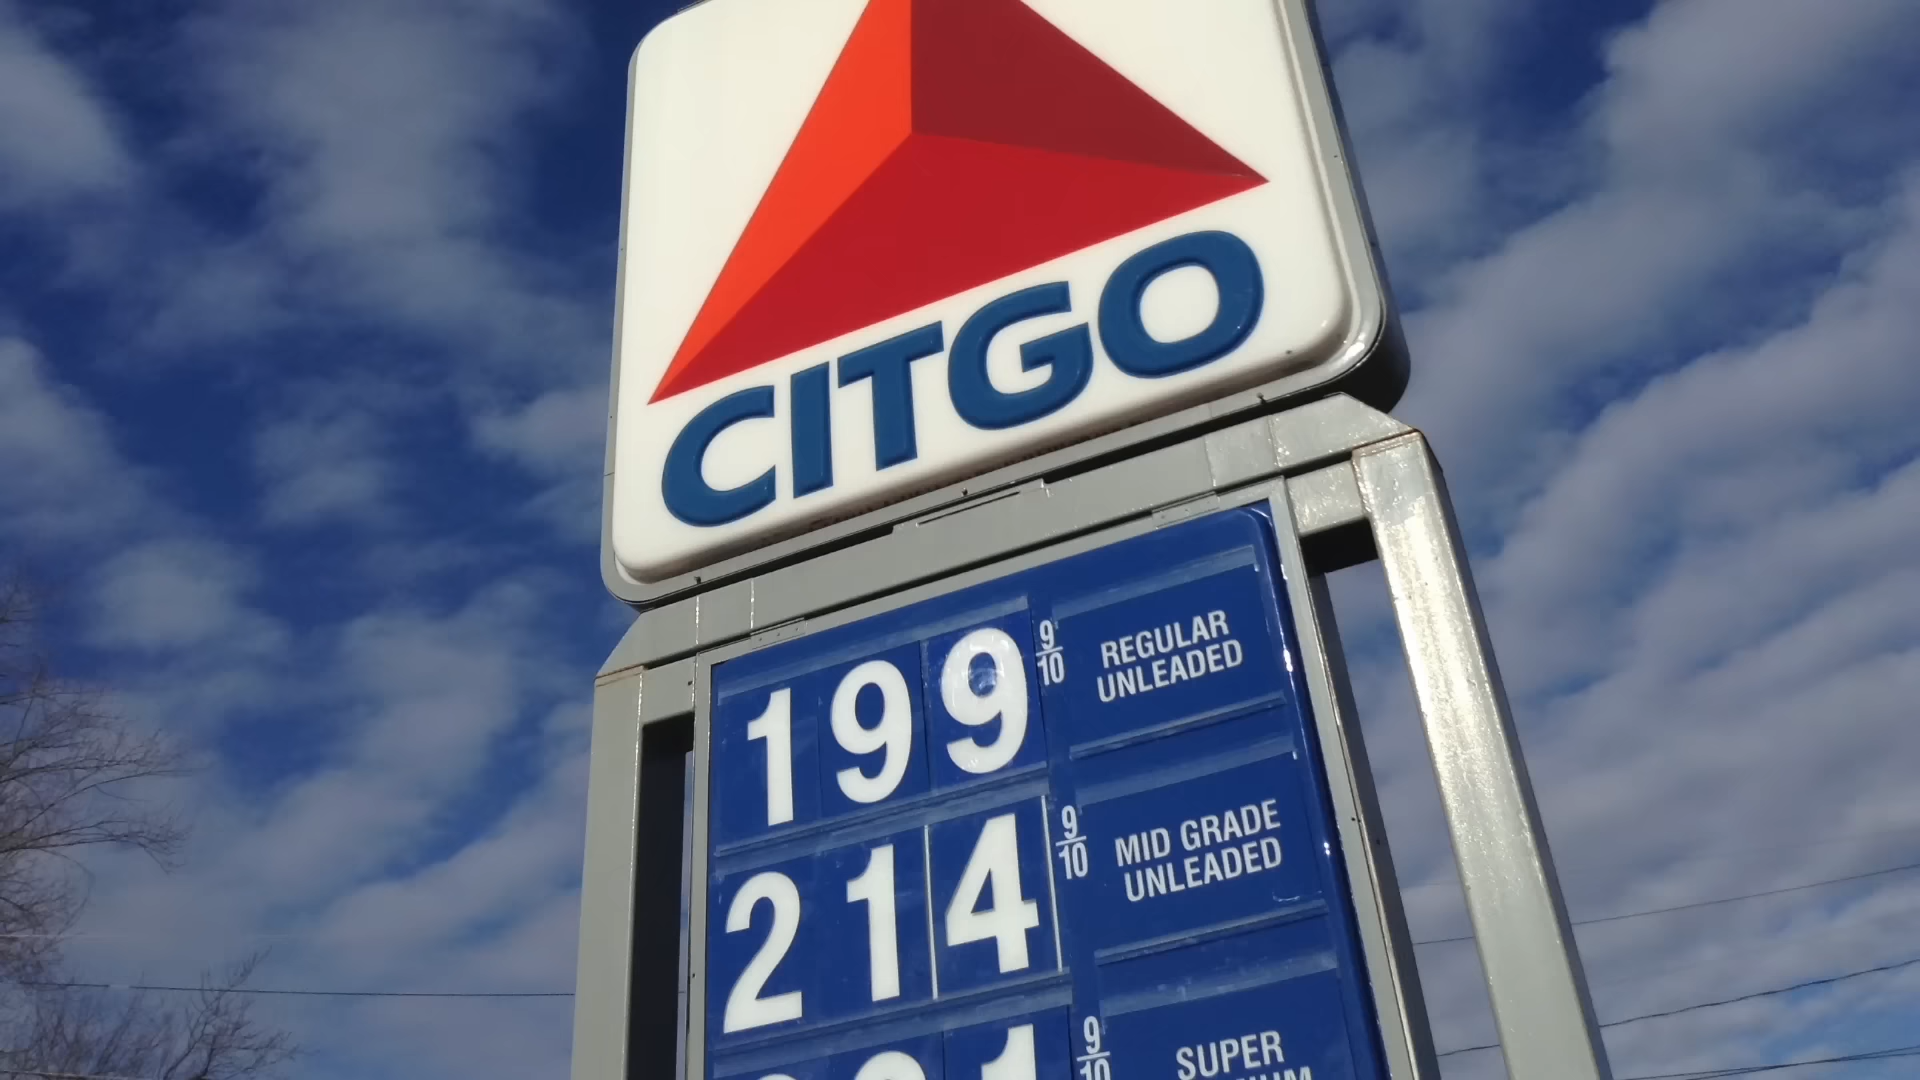 CITGO
199 9/10 REGULAR
UNLEADED
214 9/10 MID GRADE
UNLEADED
9/10 SUPER